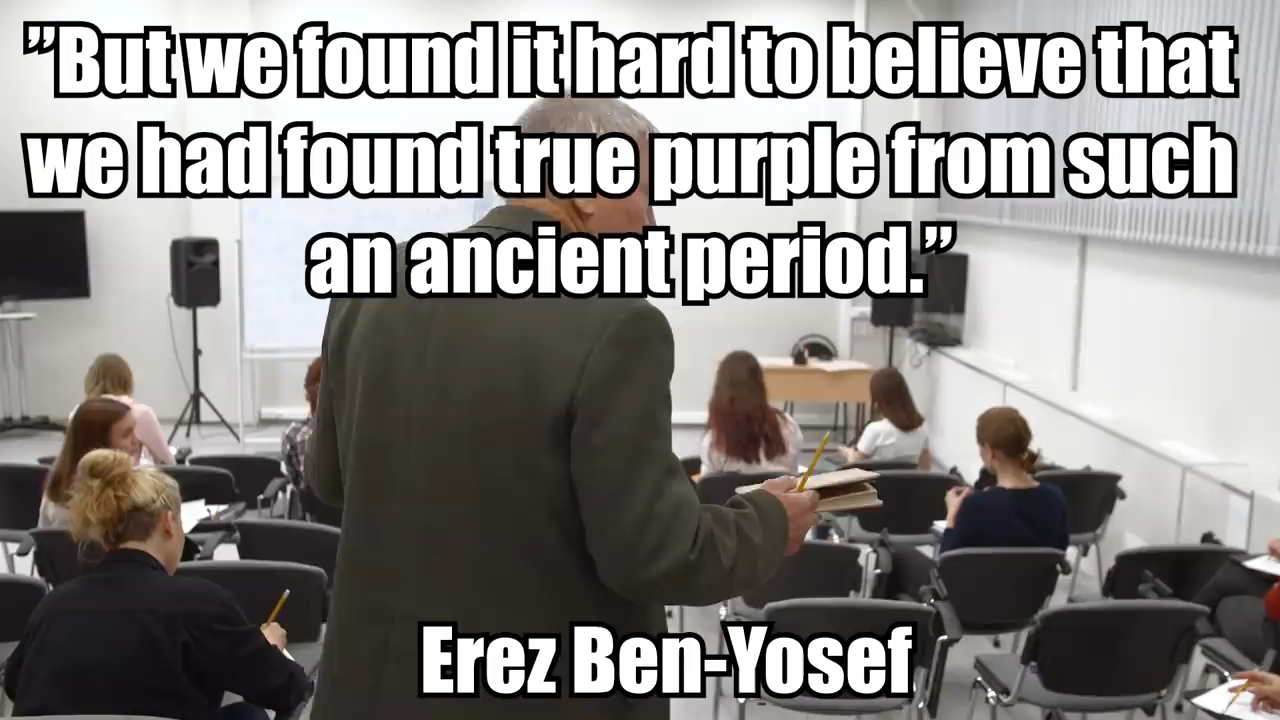 ”But we found it hard to believe that
we had found true purple from such
an ancient period.”
Erez Ben-Yosef